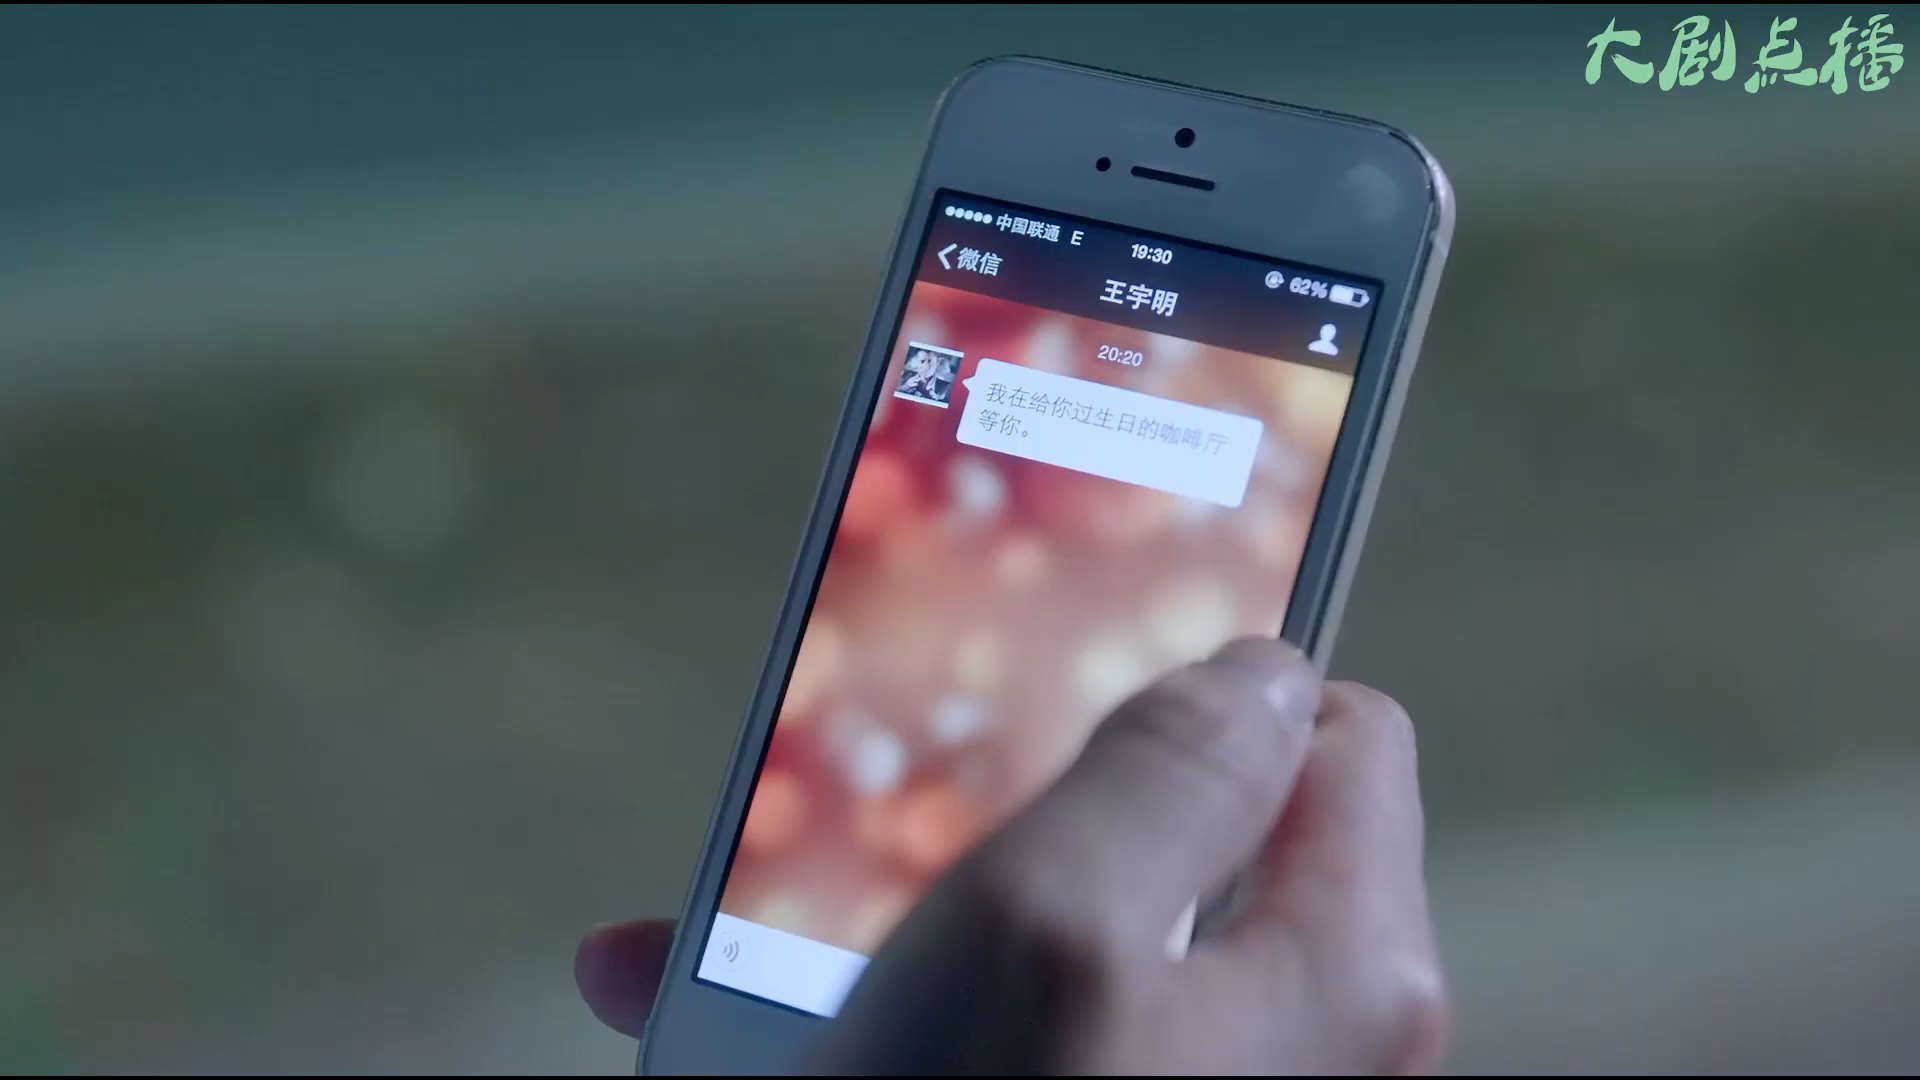 大剧点播
中国联通 E 19:30 62%
微信 王宇明
20:20
我在给你过生日的咖啡厅
等你。